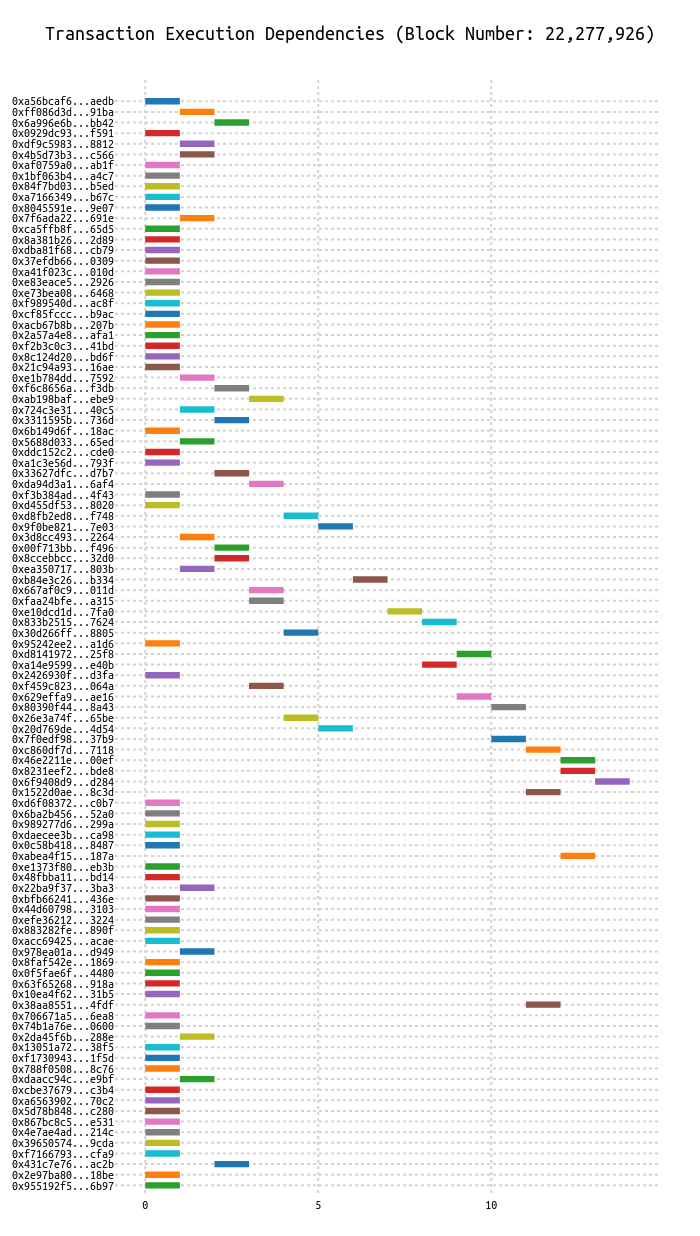 Transaction Execution Dependencies (Block Number: 22,277,926)
0xa56bcaf6...aedb
0xff086d3d...91ba
0x6a996e6b...bb42
0x0929dc93...f591
0xdf9c5983...8812
0x4b5d73b3...c566
0xaf0759a0...ab1f
0x1bf063b4...a4c7
0x84f7bd03...b5ed
0xa7166349...b67c
0x8045591e...9e07
0x7f6ada22...691e
0xca5ffb8f...65d5
0x8a381b26...2d89
0xdba81f68...cb79
0x37efdb66...0309
0xa41f023c...010d
0xe83eace5...2926
0xe73bea08...6468
0xf989540d...ac8f
0xcf85fccc...b9ac
0xacb67b8b...207b
0x2a57a4e8...afa1
0xf2b3c0c3...41bd
0x8c124d20...bd6f
0x21c94a93...16ae
0xe1b784dd...7592
0xf6c8656a...f3db
0xab198baf...ebe9
0x724c3e31...40c5
0x3311595b...736d
0x6b149d6f...18ac
0x5688d033...65ed
0xddc152c2...cde0
0xa1c3e56d...793f
0x33627dfc...d7b7
0xda94d3a1...6af4
0xf3b384ad...4f43
0xd455df53...8020
0xd8fb2ed8...f748
0x9f0be821...7e03
0x3d8cc493...2264
0x00f713bb...f496
0x8ccebbcc...32d0
0xea350717...803b
0xb84e3c26...b334
0x667af0c9...011d
0xfaa24bfe...a315
0xe10dcd1d...7fa0
0x833b2515...7624
0x30d266ff...8805
0x95242ee2...a1d6
0xd8141972...25f8
0xa14e9599...e40b
0x2426930f...d3fa
0xf459c823...064a
0x629effa9...ae16
0x80390f44...8a43
0x26e3a74f...65be
0x20d769de...4d54
0x7f0edf98...37b9
0xc860df7d...7118
0x46e2211e...00ef
0x8231eef2...bde8
0x6f9408d9...d284
0x1522d0ae...8c3d
0xd6f08372...c0b7
0x6ba2b456...52a0
0x989277d6...299a
0xdaecee3b...ca98
0x0c58b418...8487
0xabea4f15...187a
0xe1373f80...eb3b
0x48fbba11...bd14
0x22ba9f37...3ba3
0xbfb66241...436e
0x44d60798...3103
0xefe36212...3224
0x883282fe...890f
0xacc69425...acae
0x978ea01a...d949
0x8faf542e...1869
0x0f5fae6f...4480
0x63f65268...918a
0x10ea4f62...31b5
0x38aa8551...4fdf
0x706671a5...6ea8
0x74b1a76e...0600
0x2da45f6b...288e
0x13051a72...38f5
0xf1730943...1f5d
0x788f0508...8c76
0xdaacc94c...e9bf
0xcbe37679...c3b4
0xa6563902...70c2
0x5d78b848...c280
0x867bc8c5...e531
0x4e7ae4ad...214c
0x39650574...9cda
0xf7166793...cfa9
0x431c7e76...ac2b
0x2e97ba80...18be
0x955192f5...6b97
0 5 10